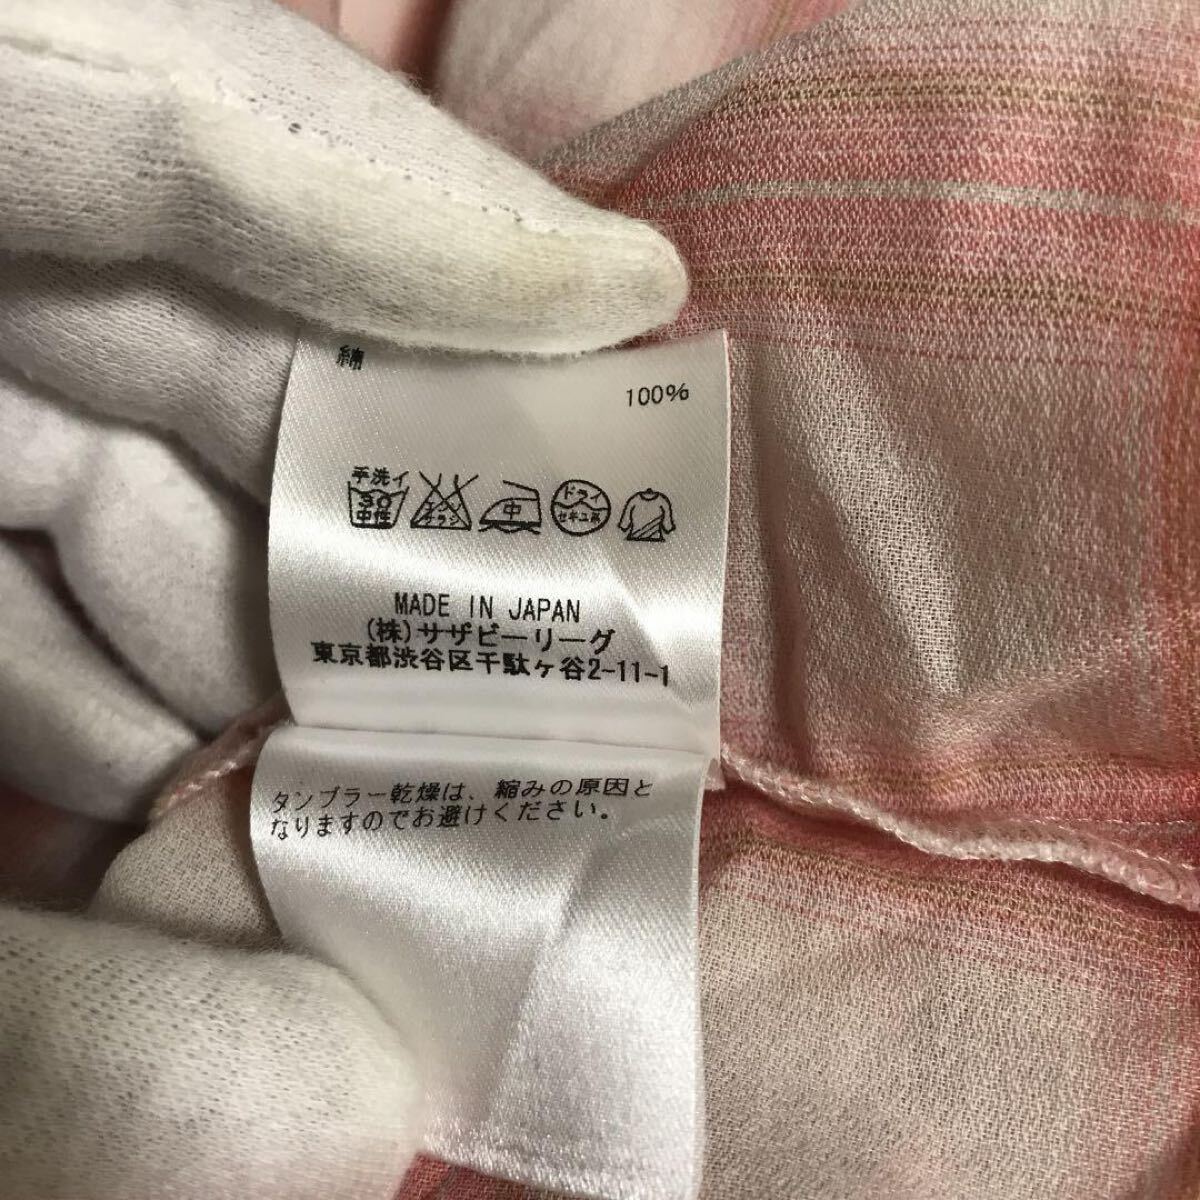 綿
100%
手洗イ
30
中性
エンソ
サラシ
中
ドライ
セキユ系
MADE IN JAPAN
(株)サザビーリーグ
東京都渋谷区千駄ヶ谷2-11-1
タンブラー乾燥は、縮みの原因と
なりますのでお避けください。